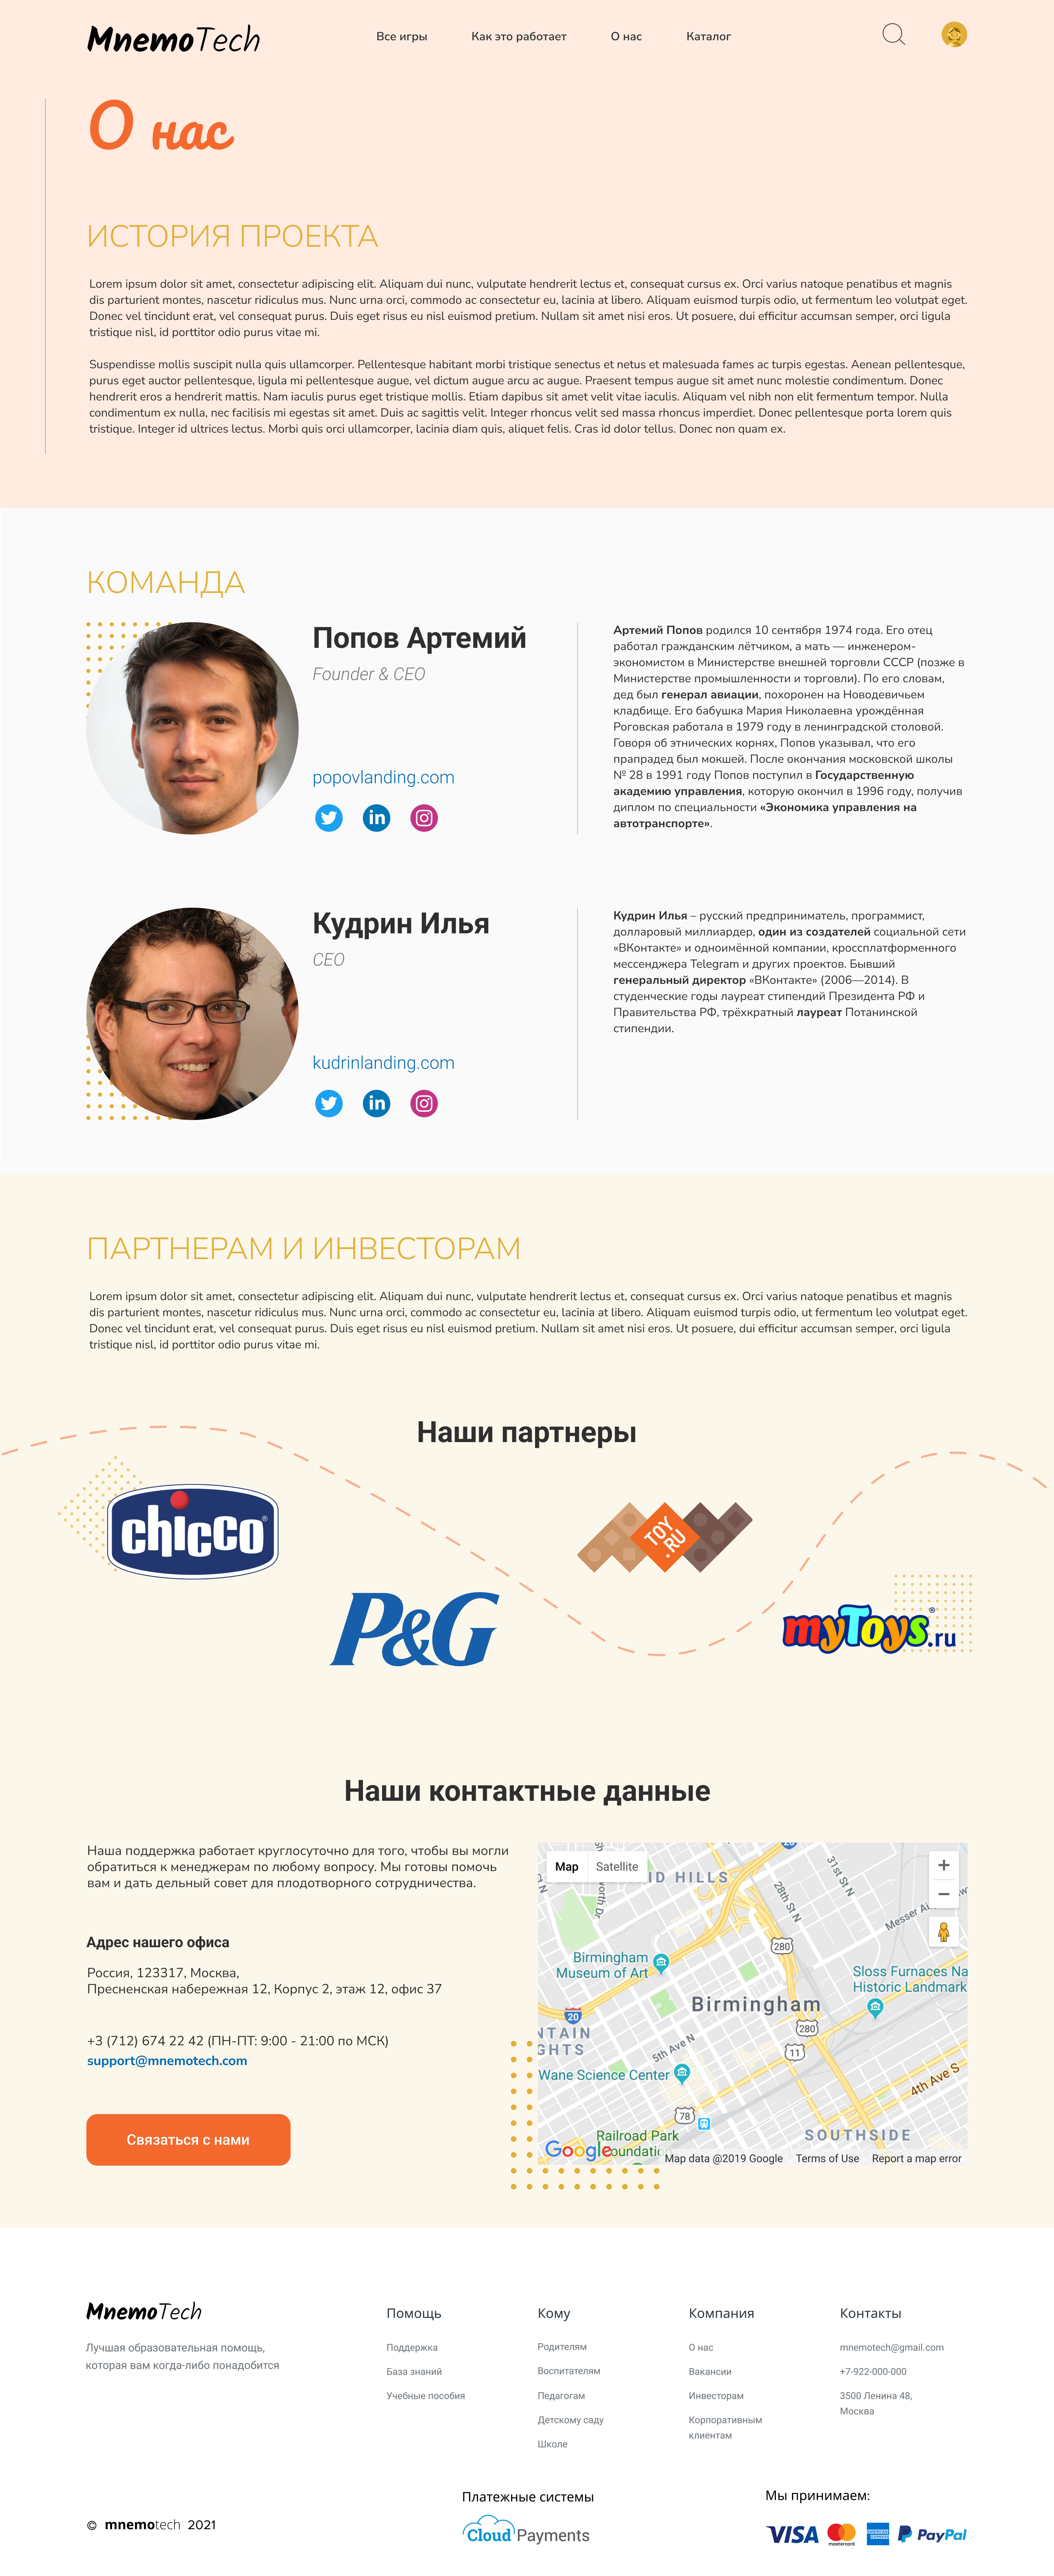 MnemoTech
Все игры
Как это работает
О нас
Каталог
О нас
ИСТОРИЯ ПРОЕКТА
Lorem ipsum dolor sit amet, consectetur adipiscing elit. Aliquam dui nunc, vulputate hendrerit lectus et, consequat cursus ex. Orci varius natoque penatibus et magnis
dis parturient montes, nascetur ridiculus mus. Nunc urna orci, commodo ac consectetur eu, lacinia at libero. Aliquam euismod turpis odio, ut fermentum leo volutpat eget.
Donec vel tincidunt erat, vel consequat purus. Duis eget risus eu nisl euismod pretium. Nullam sit amet nisi eros. Ut posuere, dui efficitur accumsan semper, orci ligula
tristique nisl, id porttitor odio purus vitae mi.
Suspendisse mollis suscipit nulla quis ullamcorper. Pellentesque habitant morbi tristique senectus et netus et malesuada fames ac turpis egestas. Aenean pellentesque,
purus eget auctor pellentesque, ligula mi pellentesque augue, vel dictum augue arcu ac augue. Praesent tempus augue sit amet nunc molestie condimentum. Donec
hendrerit eros a hendrerit mattis. Nam iaculis purus eget tristique mollis. Etiam dapibus sit amet velit vitae iaculis. Aliquam vel nibh non elit fermentum tempor. Nulla
condimentum ex nulla, nec facilisis mi egestas sit amet. Duis ac sagittis velit. Integer rhoncus velit sed massa rhoncus imperdiet. Donec pellentesque porta lorem quis
tristique. Integer id ultrices lectus. Morbi quis orci ullamcorper, lacinia diam quis, aliquet felis. Cras id dolor tellus. Donec non quam ex.
КОМАНДА
Попов Артемий
Founder & CEO
popovlanding.com
in
Артемий Попов родился 10 сентября 1974 года. Его отец
работал гражданским лётчиком, а мать — инженером-
экономистом в Министерстве внешней торговли СССР (позже в
Министерстве промышленности и торговли). По его словам,
дед был генерал авиации, похоронен на Новодевичьем
кладбище. Его бабушка Мария Николаевна урождённая
Роговская работала в 1979 году в ленинградской столовой.
Говоря об этнических корнях, Попов указывал, что его
прапрадед был мокшей. После окончания московской школы
№ 28 в 1991 году Попов поступил в Государственную
академию управления, которую окончил в 1996 году, получив
диплом по специальности «Экономика управления на
автотранспорте».
Кудрин Илья
CEO
kudrinlanding.com
in
Кудрин Илья – русский предприниматель, программист,
долларовый миллиардер, один из создателей социальной сети
«ВКонтакте» и одноимённой компании, кроссплатформенного
мессенджера Telegram и других проектов. Бывший
генеральный директор «ВКонтакте» (2006—2014). В
студенческие годы лауреат стипендий Президента РФ и
Правительства РФ, трёхкратный лауреат Потанинской
стипендии.
ПАРТНЕРАМ И ИНВЕСТОРАМ
Lorem ipsum dolor sit amet, consectetur adipiscing elit. Aliquam dui nunc, vulputate hendrerit lectus et, consequat cursus ex. Orci varius natoque penatibus et magnis
dis parturient montes, nascetur ridiculus mus. Nunc urna orci, commodo ac consectetur eu, lacinia at libero. Aliquam euismod turpis odio, ut fermentum leo volutpat eget.
Donec vel tincidunt erat, vel consequat purus. Duis eget risus eu nisl euismod pretium. Nullam sit amet nisi eros. Ut posuere, dui efficitur accumsan semper, orci ligula
tristique nisl, id porttitor odio purus vitae mi.
Наши партнеры
chicco®
TOY
.RU
P&G
myToys®.ru
Наши контактные данные
Наша поддержка работает круглосуточно для того, чтобы вы могли
обратиться к менеджерам по любому вопросу. Мы готовы помочь
вам и дать дельный совет для плодотворного сотрудничества.
Адрес нашего офиса
Россия, 123317, Москва,
Пресненская набережная 12, Корпус 2, этаж 12, офис 37
+3 (712) 674 22 42 (ПН-ПТ: 9:00 - 21:00 по МСК)
support@mnemotech.com
Связаться с нами
Map
Satellite
HILLS
31st St N
28th St N
280
Birmingham
Museum of Art
Sloss Furnaces Na
Historic Landmark
Birmingham
20
280
11
5th Ave N
Wane Science Center
4th Ave S
78
Railroad Park
SOUTHSIDE
Google
Map data @2019 Google
Terms of Use
Report a map error
MnemoTech
Лучшая образовательная помощь,
которая вам когда-либо понадобится
Помощь
Поддержка
База знаний
Учебные пособия
Кому
Родителям
Воспитателям
Педагогам
Детскому саду
Школе
Компания
О нас
Вакансии
Инвесторам
Корпоративным
клиентам
Контакты
mnemotech@gmail.com
+7-922-000-000
3500 Ленина 48,
Москва
© mnemotech 2021
Платежные системы
CloudPayments
Мы принимаем:
VISA
mastercard
AMERICAN
EXPRESS
PayPal